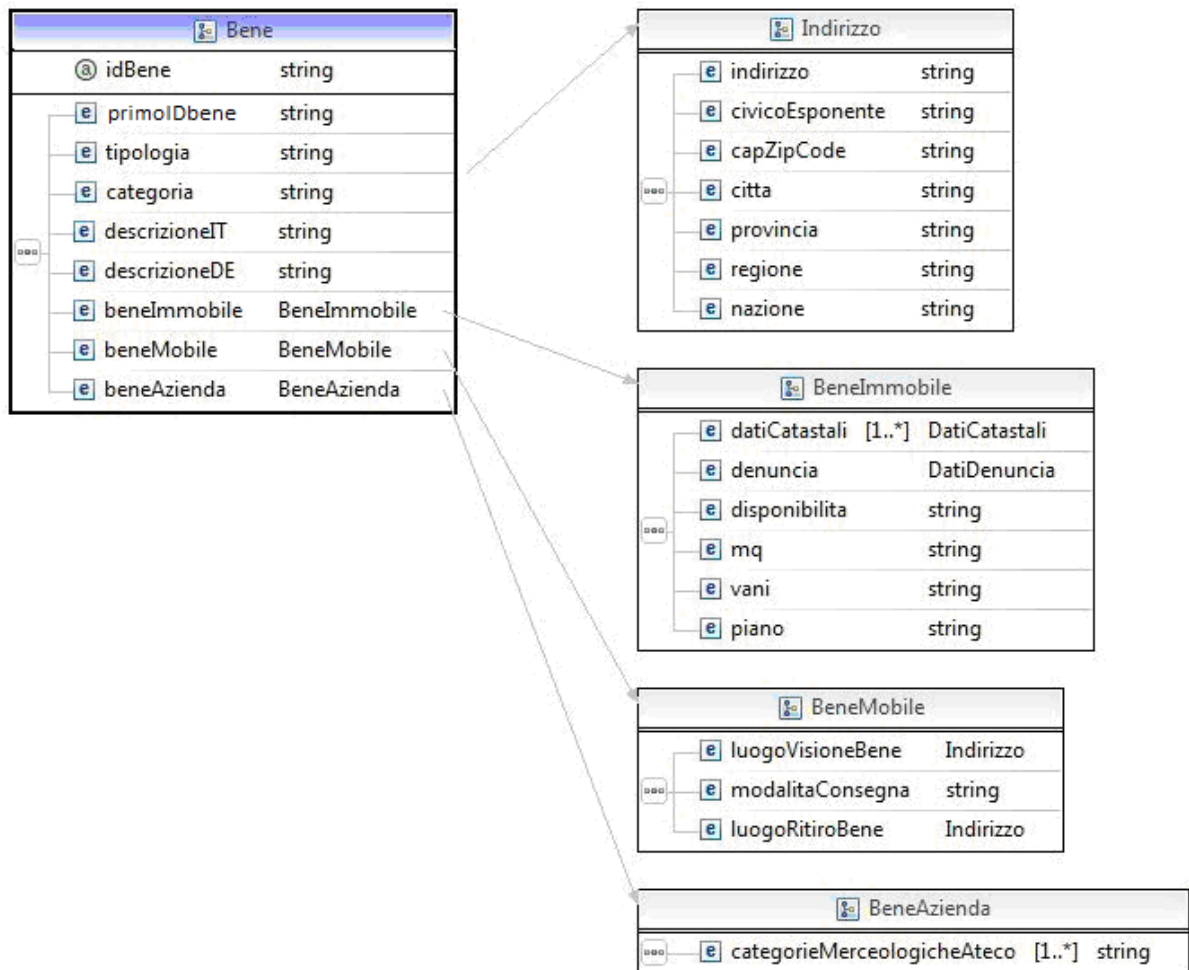 Bene
a idBene string
e primoIDbene string
e tipologia string
e categoria string
e descrizioneIT string
e descrizioneDE string
e beneImmobile BeneImmobile
e beneMobile BeneMobile
e beneAzienda BeneAzienda
Indirizzo
e indirizzo string
e civicoEsponente string
e capZipCode string
e citta string
e provincia string
e regione string
e nazione string
BeneImmobile
e datiCatastali [1..*] DatiCatastali
e denuncia DatiDenuncia
e disponibilita string
e mq string
e vani string
e piano string
BeneMobile
e luogoVisioneBene Indirizzo
e modalitaConsegna string
e luogoRitiroBene Indirizzo
BeneAzienda
e categorieMerceologicheAteco [1..*] string